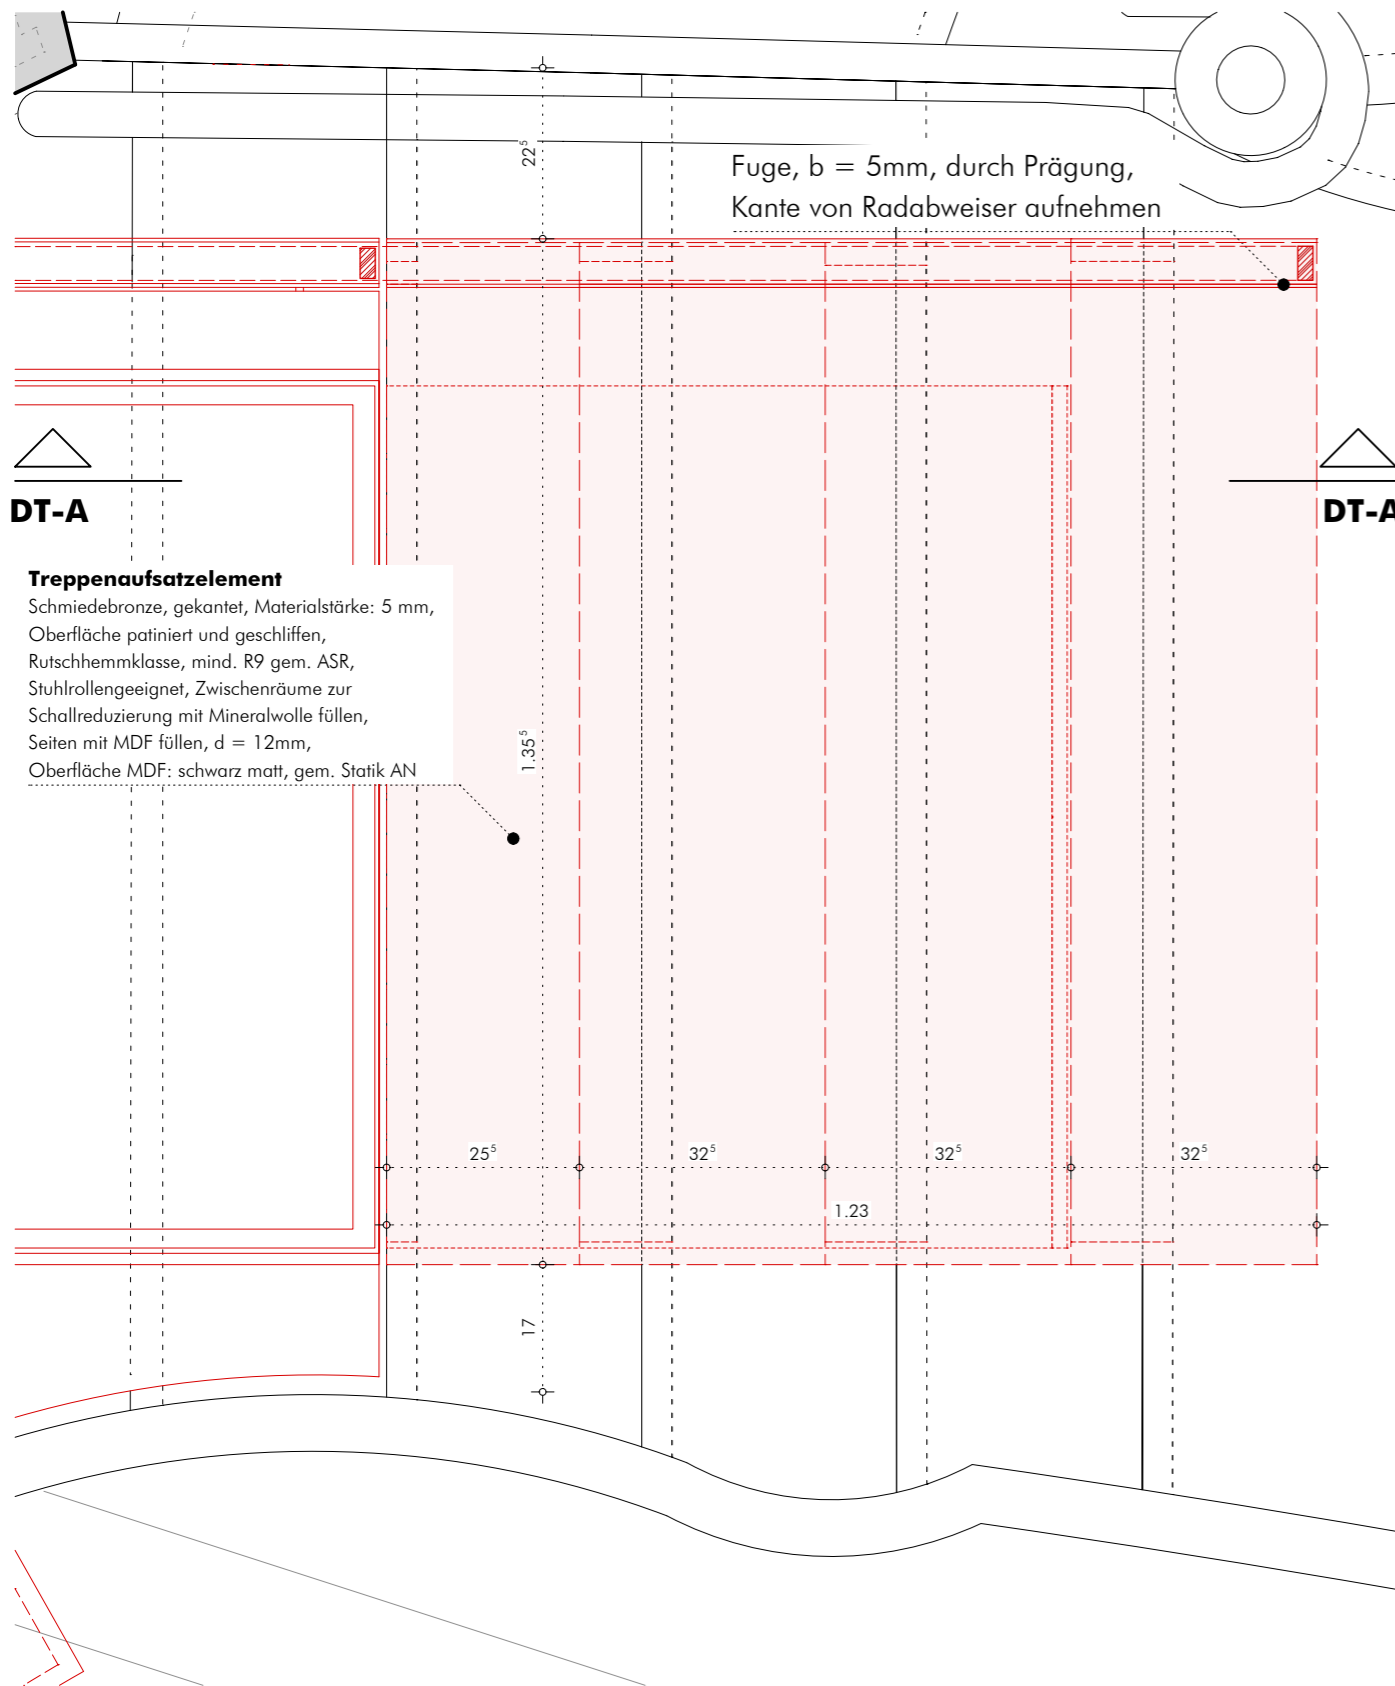 22⁵
Fuge, b = 5mm, durch Prägung,
Kante von Radabweiser aufnehmen
DT-A
DT-A
Treppenaufsatzelement
Schmiedebronze, gekantet, Materialstärke: 5 mm,
Oberfläche patiniert und geschliffen,
Rutschhemmklasse, mind. R9 gem. ASR,
Stuhlrollengeeignet, Zwischenräume zur
Schallreduzierung mit Mineralwolle füllen,
Seiten mit MDF füllen, d = 12mm,
Oberfläche MDF: schwarz matt, gem. Statik AN
1.35⁵
25⁵ 32⁵ 32⁵ 32⁵
1.23
17